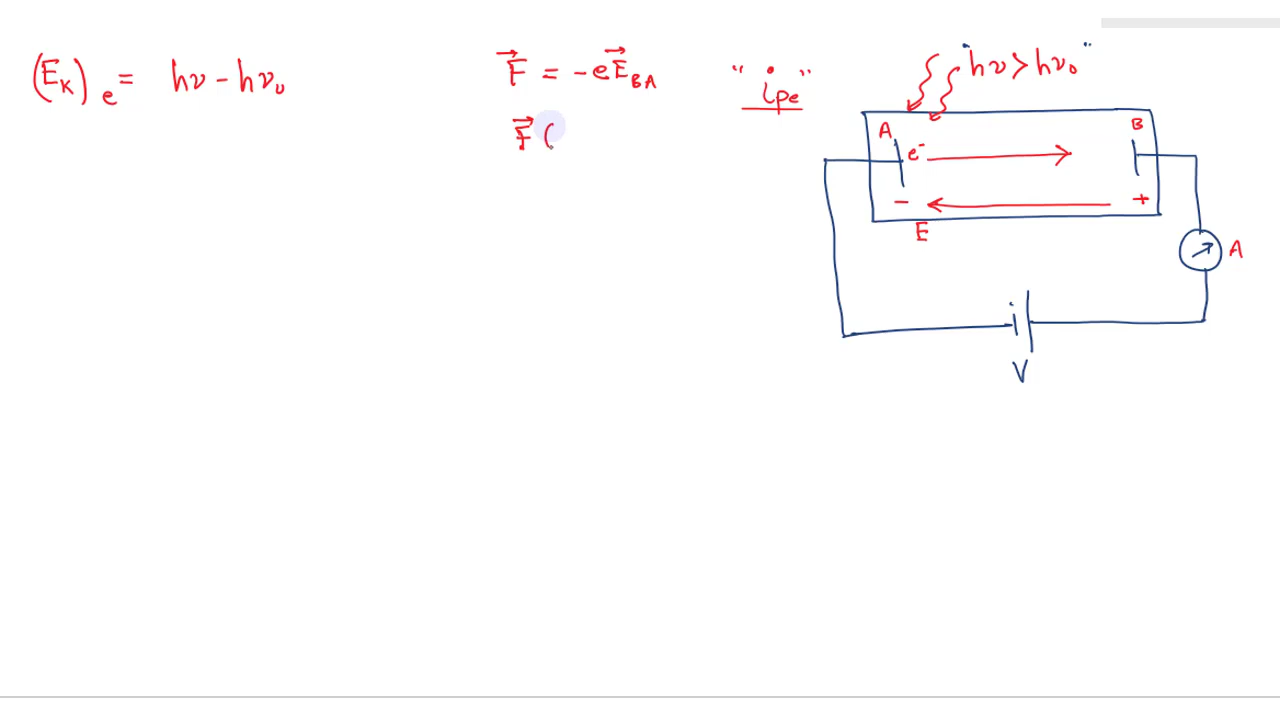 (E_K)_e = hν - hν₀
F⃗ = -eE⃗_BA
F⃗ (
"i_pe"
"hν > hν₀"
A
B
e⁻
-
+
E
A
V